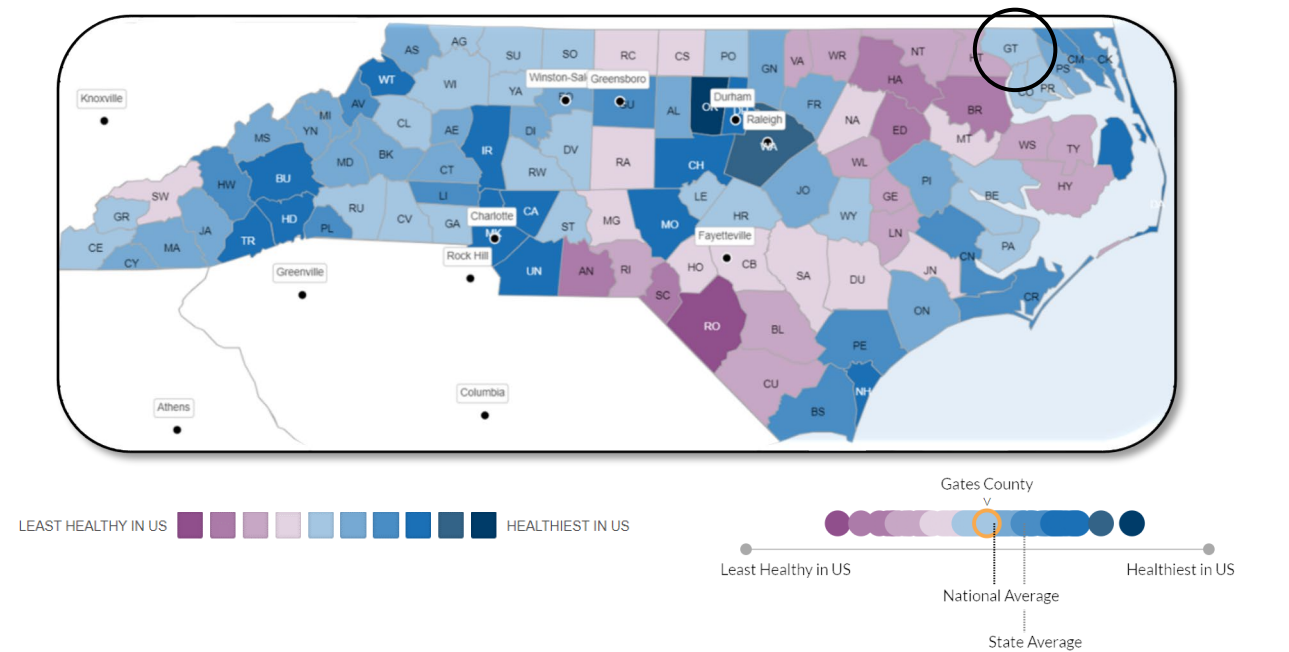 AS
AG
SU
SO
RC
CS
PO
GN
VA
WR
NT
HT
GT
PS
CM
CK
WT
WI
YA
Winston-Sal
Greensboro
GU
AL
HA
CO
PR
Knoxville
AV
MI
YN
MS
CL
AE
DI
DV
Durham
Raleigh
FR
NA
BR
ED
MT
WS
TY
MD
BK
CT
IR
RW
RA
CH
WL
HY
BU
HW
SW
GR
JA
HD
TR
PL
RU
CV
LI
GA
CA
ST
MG
MO
LE
HR
JO
WY
PI
GE
BE
LN
PA
CE
CY
MA
Charlotte
MK
Rock Hill
UN
AN
RI
SC
Fayetteville
HO
CB
SA
DU
JN
CN
CR
ON
Greenville
RO
BL
PE
CU
NH
BS
Columbia
Athens
Gates County
LEAST HEALTHY IN US
HEALTHIEST IN US
Least Healthy in US
Healthiest in US
National Average
State Average